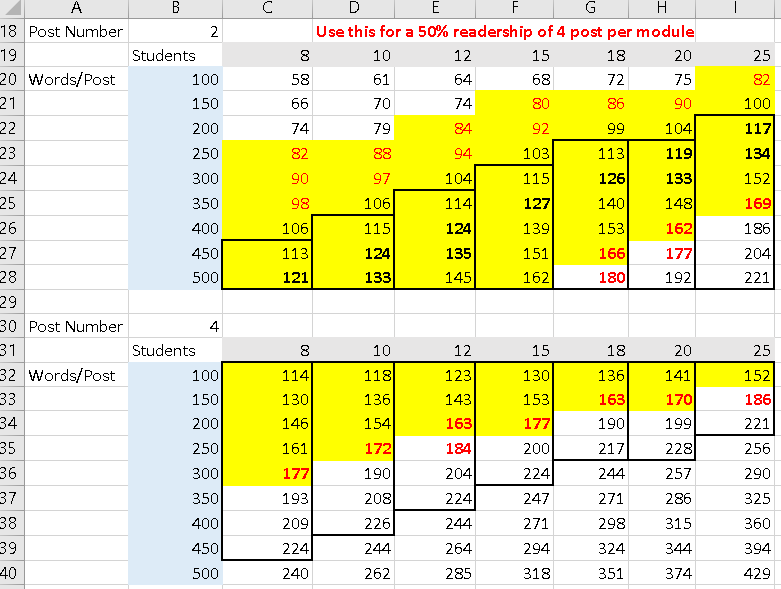 A B C D E F G H I
18 Post Number 2 Use this for a 50% readership of 4 post per module
19 Students 8 10 12 15 18 20 25
20 Words/Post 100 58 61 64 68 72 75 82
21 150 66 70 74 80 86 90 100
22 200 74 79 84 92 99 104 117
23 250 82 88 94 103 113 119 134
24 300 90 97 104 115 126 133 152
25 350 98 106 114 127 140 148 169
26 400 106 115 124 139 153 162 186
27 450 113 124 135 151 166 177 204
28 500 121 133 145 162 180 192 221
29
30 Post Number 4
31 Students 8 10 12 15 18 20 25
32 Words/Post 100 114 118 123 130 136 141 152
33 150 130 136 143 153 163 170 186
34 200 146 154 163 177 190 199 221
35 250 161 172 184 200 217 228 256
36 300 177 190 204 224 244 257 290
37 350 193 208 224 247 271 286 325
38 400 209 226 244 271 298 315 360
39 450 224 244 264 294 324 344 394
40 500 240 262 285 318 351 374 429